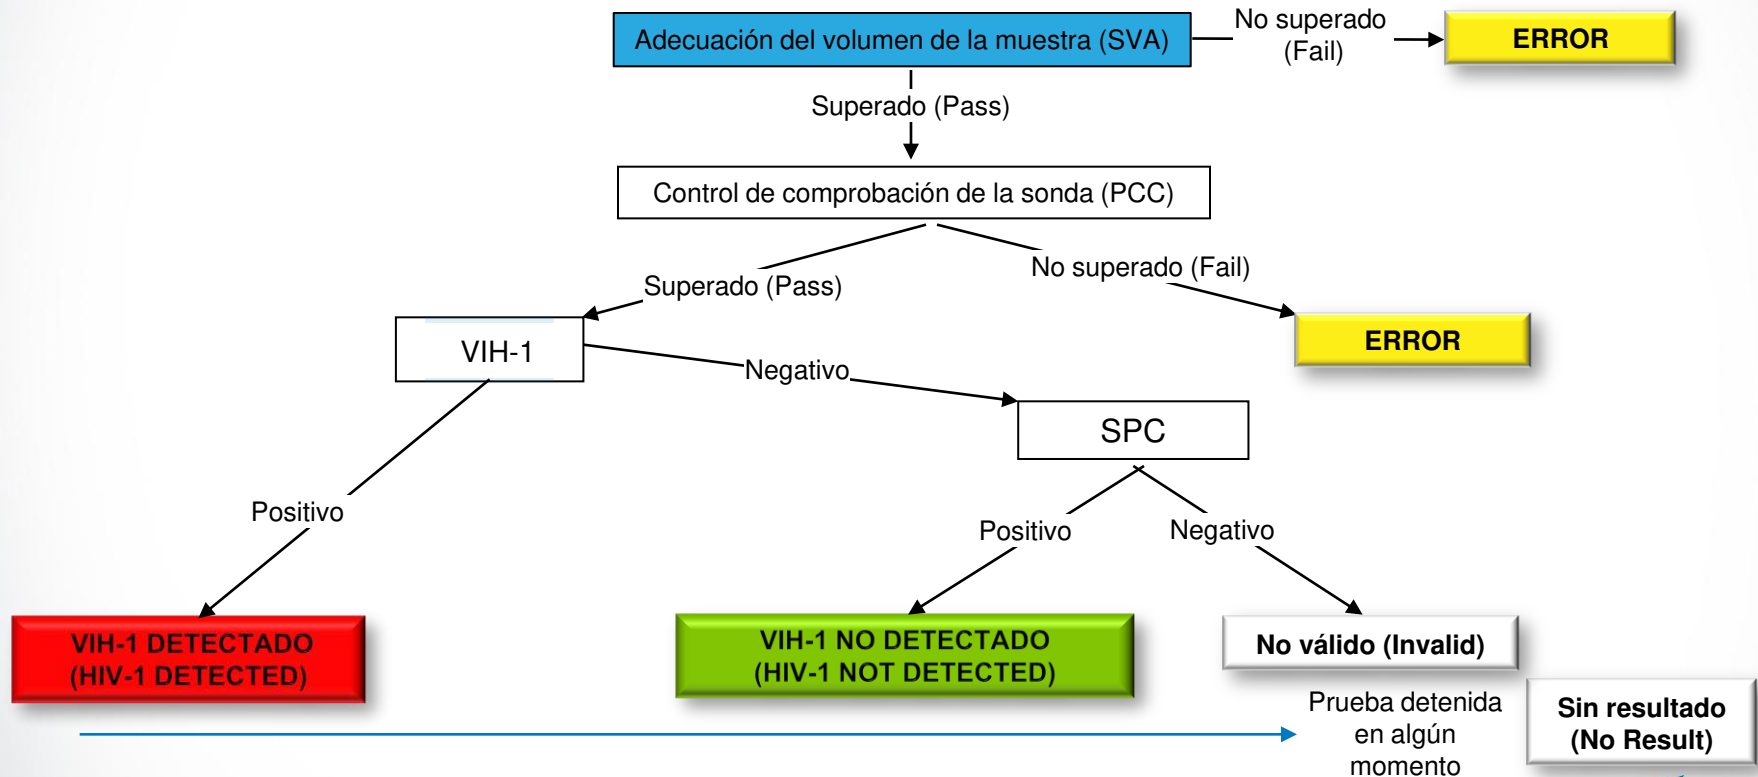 Adecuación del volumen de la muestra (SVA)
No superado
(Fail)
ERROR
Superado (Pass)
Control de comprobación de la sonda (PCC)
Superado (Pass)
No superado (Fail)
ERROR
VIH-1
Negativo
SPC
Positivo
Positivo
Negativo
VIH-1 DETECTADO
(HIV-1 DETECTED)
VIH-1 NO DETECTADO
(HIV-1 NOT DETECTED)
No válido (Invalid)
Prueba detenida
en algún
momento
Sin resultado
(No Result)